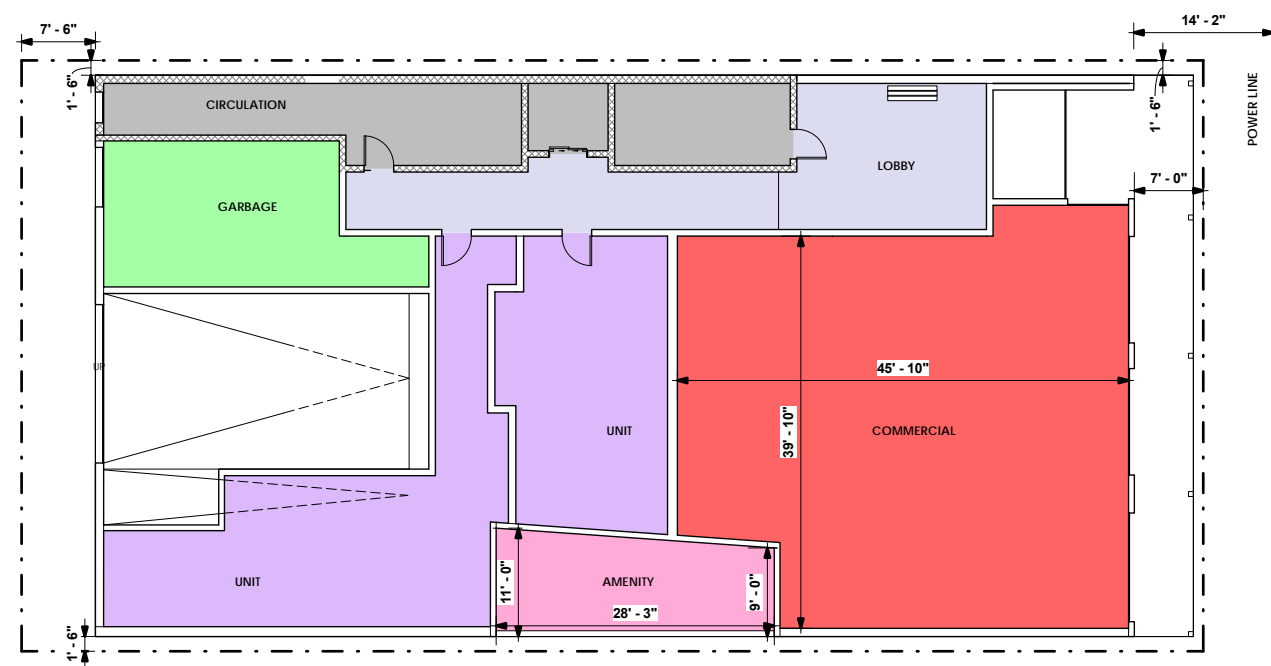 14' - 2"
7' - 6"
1' - 6"
CIRCULATION
1' - 6"
POWER LINE
LOBBY
7' - 0"
GARBAGE
UP
45' - 10"
39' - 10"
UNIT
COMMERCIAL
UNIT
11' - 0"
AMENITY
9' - 0"
28' - 3"
1' - 6"